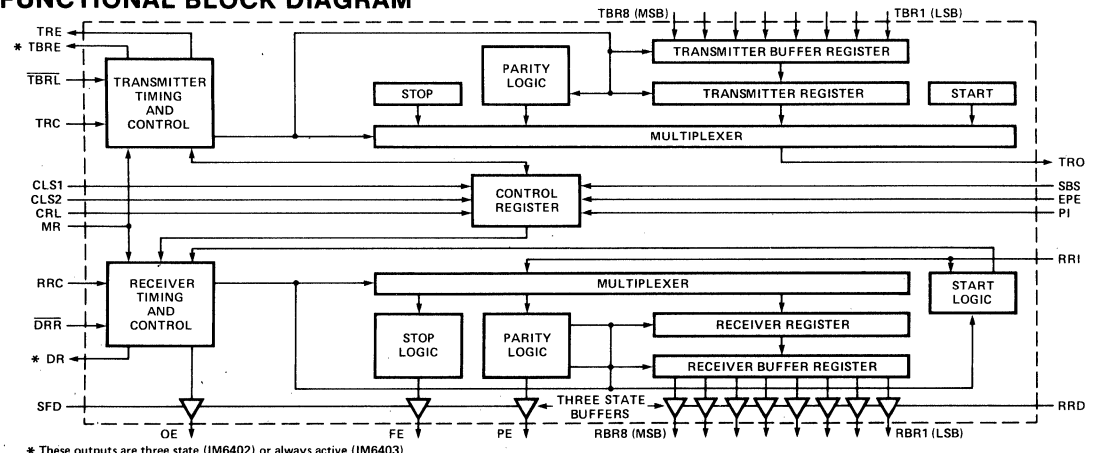 FUNCTIONAL BLOCK DIAGRAM
TBR8 (MSB) TBR1 (LSB)
TRE
* TBRE
TBRL
TRC
TRANSMITTER
TIMING
AND
CONTROL
STOP
PARITY
LOGIC
TRANSMITTER BUFFER REGISTER
TRANSMITTER REGISTER
START
MULTIPLEXER
TRO
CLS1
CLS2
CRL
MR
CONTROL
REGISTER
SBS
EPE
PI
RRI
RRC
DRR
* DR
RECEIVER
TIMING
AND
CONTROL
MULTIPLEXER
START
LOGIC
STOP
LOGIC
PARITY
LOGIC
RECEIVER REGISTER
RECEIVER BUFFER REGISTER
SFD
THREE STATE
BUFFERS
RRD
OE FE PE RBR8 (MSB) RBR1 (LSB)
* These outputs are three state (IM6402) or always active (IM6403)